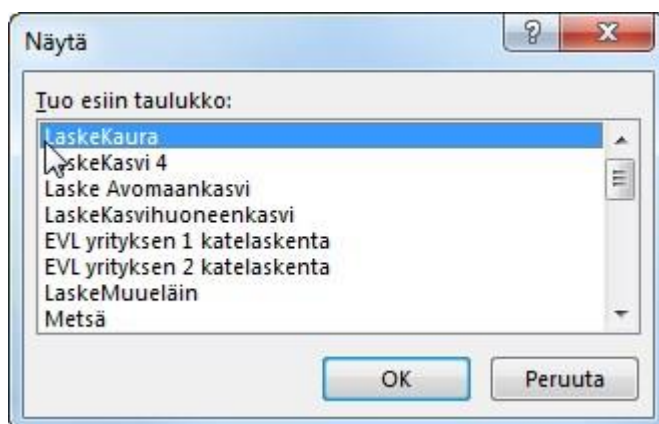 Näytä
Tuo esiin taulukko:
LaskeKaura
LaskeKasvi 4
Laske Avomaankasvi
LaskeKasvihuoneenkasvi
EVL yrityksen 1 katelaskenta
EVL yrityksen 2 katelaskenta
LaskeMuueläin
Metsä
OK
Peruuta